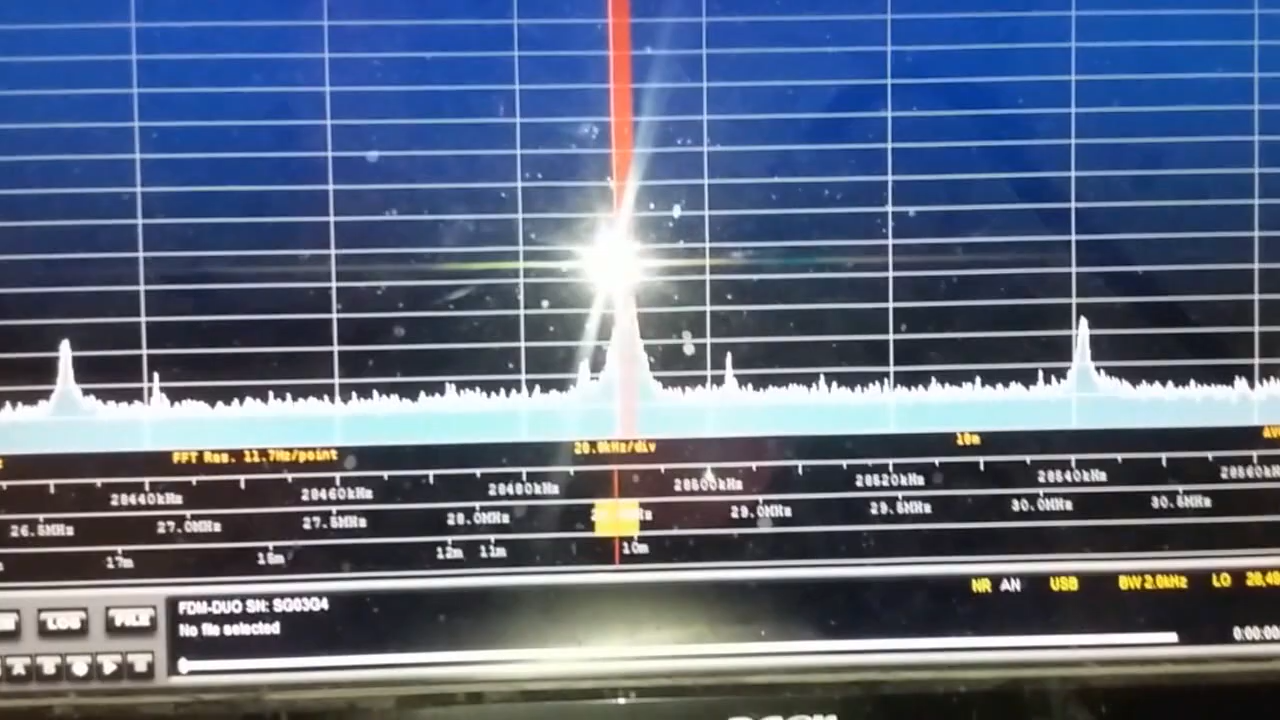 FFT Res. 11.7Hz/point 20.0kHz/div 10m
28440kHz 28460kHz 28480kHz 28500kHz 28520kHz 28540kHz 28560kHz
26.5MHz 27.0MHz 27.5MHz 28.0MHz 29.0MHz 29.5MHz 30.0MHz 30.5MHz
17m 15m 12m 11m 10m
NR AN USB BW 2.0kHz LO
LOG FILE FDM-DUO SN: SG03G4
No file selected
0:00:00